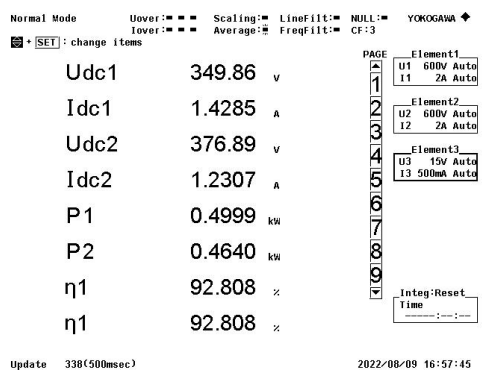 Normal Mode Uover:■ ■ ■ Scaling:■ LineFilt:■ NULL:■ YOKOGAWA ◆
Iover:■ ■ ■ Average:■ FreqFilt:■ CF:3
+ SET : change items
PAGE
Udc1 349.86 V
Idc1 1.4285 A
Udc2 376.89 V
Idc2 1.2307 A
P1 0.4999 kW
P2 0.4640 kW
η1 92.808 %
η1 92.808 %
1
2
3
4
5
6
7
8
9
Element1
U1 600V Auto
I1 2A Auto
Element2
U2 600V Auto
I2 2A Auto
Element3
U3 15V Auto
I3 500mA Auto
Integ:Reset
Time
-----:--:--
Update 338(500msec) 2022/08/09 16:57:45